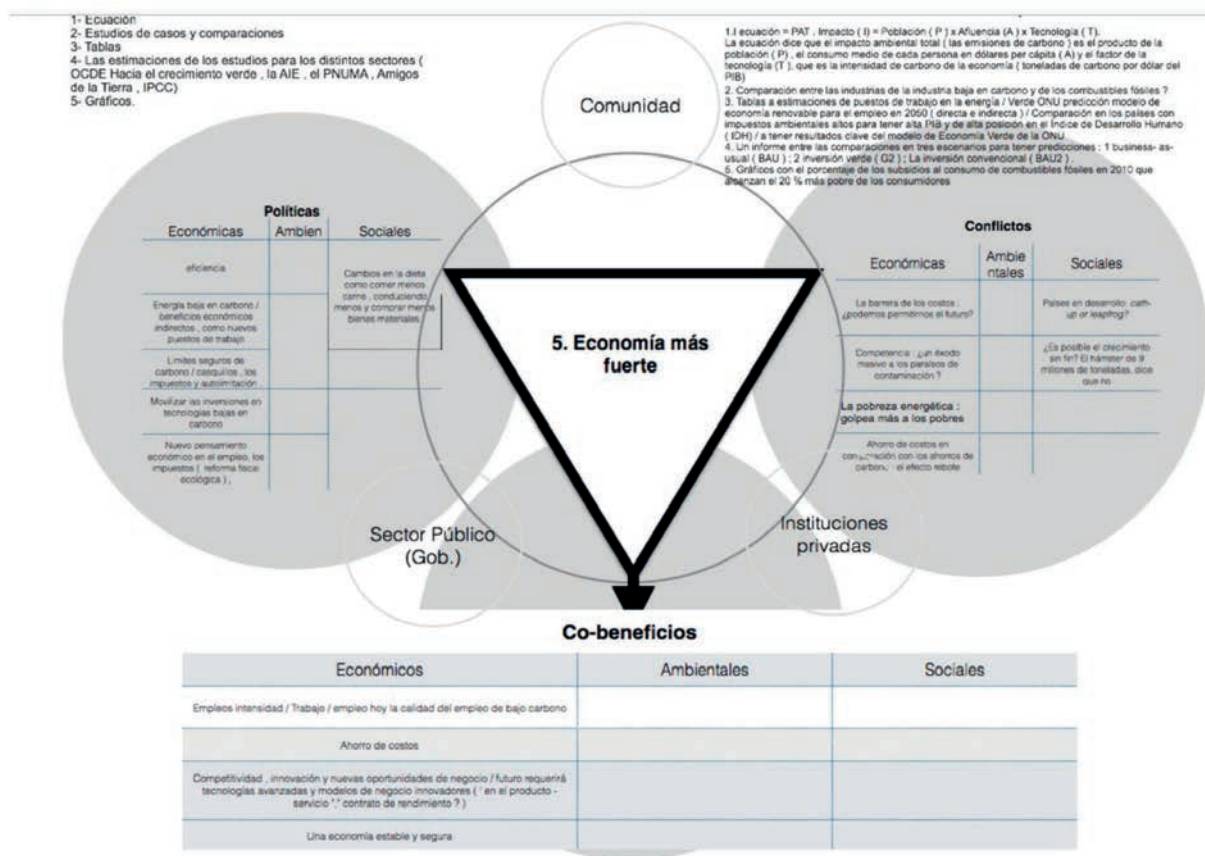 1- Ecuación
2- Estudios de casos y comparaciones
3- Tablas
4- Las estimaciones de los estudios para los distintos sectores (
OCDE Hacia el crecimiento verde , la AIE , el PNUMA , Amigos
de la Tierra , IPCC)
5- Gráficos.
1.I ecuación = PAT . Impacto ( I) = Población ( P ) x Afluencia (A ) x Tecnología ( T).
La ecuación dice que el impacto ambiental total ( las emisiones de carbono ) es el producto de la
población ( P) , el consumo medio de cada persona en dólares per cápita ( A) y el factor de la
tecnología (T ), que es la intensidad de carbono de la economía ( toneladas de carbono por dólar del
PIB)
2. Comparación entre las industrias de la industria baja en carbono y de los combustibles fósiles ?
3. Tablas a estimaciones de puestos de trabajo en la energía / Verde ONU predicción modelo de
economía renovable para el empleo en 2050 ( directa e indirecta ) / Comparación en los países con
impuestos ambientales altos para tener alta PIB y de alta posición en el Índice de Desarrollo Humano
( IDH) / a tener resultados clave del modelo de Economía Verde de la ONU
4. Un informe entre las comparaciones en tres escenarios para tener predicciones : 1 business- as-
usual ( BAU ) ; 2 inversión verde ( G2 ) ; La inversión convencional ( BAU2 ) .
5. Gráficos con el porcentaje de los subsidios al consumo de combustibles fósiles en 2010 que
alcanzan el 20 % más pobre de los consumidores
Comunidad
Políticas
Económicas Ambien Sociales
eficiencia
Cambios en la dieta
como comer menos
carne , conduciendo
menos y comprar menos
bienes materiales
Energía baja en carbono /
beneficios económicos
indirectos , como nuevos
puestos de trabajo
Límites seguros de
carbono / casquillos , los
impuestos y autolimitación
Movilizar las inversiones en
tecnologías bajas en
carbono
Nuevo pensamiento
económico en el empleo, los
impuestos ( reforma fiscal
ecológica ) ,
5. Economía más
fuerte
Conflictos
Económicas
Ambie
ntales
Sociales
La barrera de los costos :
¿podemos permitirnos el futuro?
Países en desarrollo: cath-
up or leapfrog?
Competencia : ¿un éxodo
masivo a los paraísos de
contaminación ?
¿Es posible el crecimiento
sin fin? El hámster de 9
millones de toneladas, dice
que no
La pobreza energética :
golpea más a los pobres
Ahorro de costos en
con con los ahorros de
el efecto rebote
Sector Público
(Gob.)
Instituciones
privadas
Co-beneficios
Económicos Ambientales Sociales
Empleos intensidad / Trabajo / empleo hoy la calidad del empleo de bajo carbono
Ahorro de costos
Competitividad , innovación y nuevas oportunidades de negocio / futuro requerirá
tecnologías avanzadas y modelos de negocio innovadores ( ' en el producto -
servicio "," contrato de rendimiento ? )
Una economía estable y segura